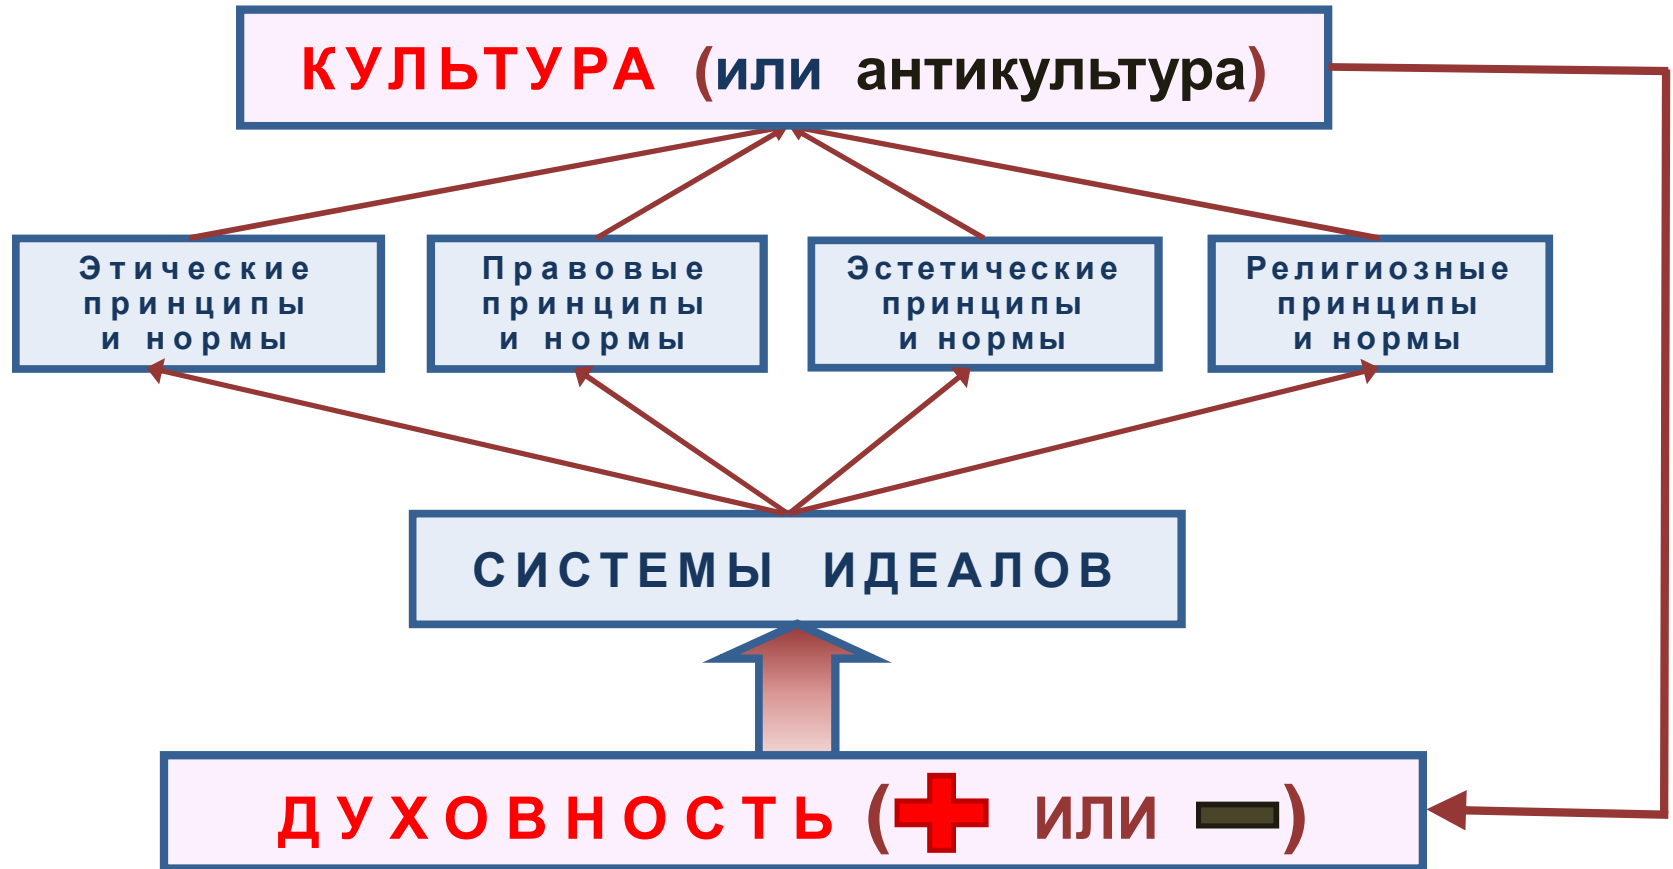 КУЛЬТУРА (или антикультура)
Этические
принципы
и нормы
Правовые
принципы
и нормы
Эстетические
принципы
и нормы
Религиозные
принципы
и нормы
СИСТЕМЫ ИДЕАЛОВ
ДУХОВНОСТЬ (+ ИЛИ -)